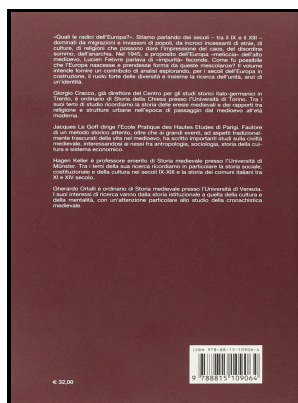 «Quali le radici dell'Europa?». Stiamo parlando dei secoli – tra il IX e il XIII –
dominati da migrazioni e invasioni di popoli, da incroci incessanti di etnie, di
culture, di religioni che possono dare l'impressione del caos, del disordine
sommo, dell'anarchia. Nel 1945, a proposito dell'Europa «meticcia» dell'alto
medioevo, Lucien Febvre parlava di «impurità» feconde. Come fu possibile
che l'Europa nascesse e prendesse forma da queste mescolanze? Il volume
intende fornire un contributo di analisi esplorando, per i secoli dell'Europa in
costruzione, il ruolo forte delle diversità e insieme la ricerca dell'unità, anzi di
un'identità.
Giorgio Cracco, già direttore del Centro per gli studi storici italo-germanici in
Trento, è ordinario di Storia della Chiesa presso l'Università di Torino. Tra i
suoi temi di studio ricordiamo la storia delle eresie medievali e dei rapporti tra
religione e strutture urbane nell'epoca di passaggio dal medioevo all'età
moderna.
Jacques Le Goff dirige l'Ecole Pratique des Hautes Etudes di Parigi. Fautore
di un metodo storico attento, oltre che ai grandi eventi, ad aspetti tradizional-
mente trascurati della vita nel medioevo, ha scritto importanti studi sulla civiltà
medievale, interessandosi ai nessi fra antropologia, sociologia, storia della cul-
tura e sistema economico.
Hagen Keller è professore emerito di Storia medievale presso l'Università di
Münster. Tra i temi della sua ricerca ricordiamo in particolare la storia sociale,
costituzionale e della cultura nei secoli IX-XIII e la storia dei comuni italiani tra
XI e XIV secolo.
Gherardo Ortalli è ordinario di Storia medievale presso l'Università di Venezia.
I suoi interessi di ricerca vanno dalla storia istituzionale a quella della cultura e
della mentalità, con un'attenzione particolare allo studio della cronachistica
medievale.
ISBN 978-88-15-10906-4
9 788815 109064
€ 32,00